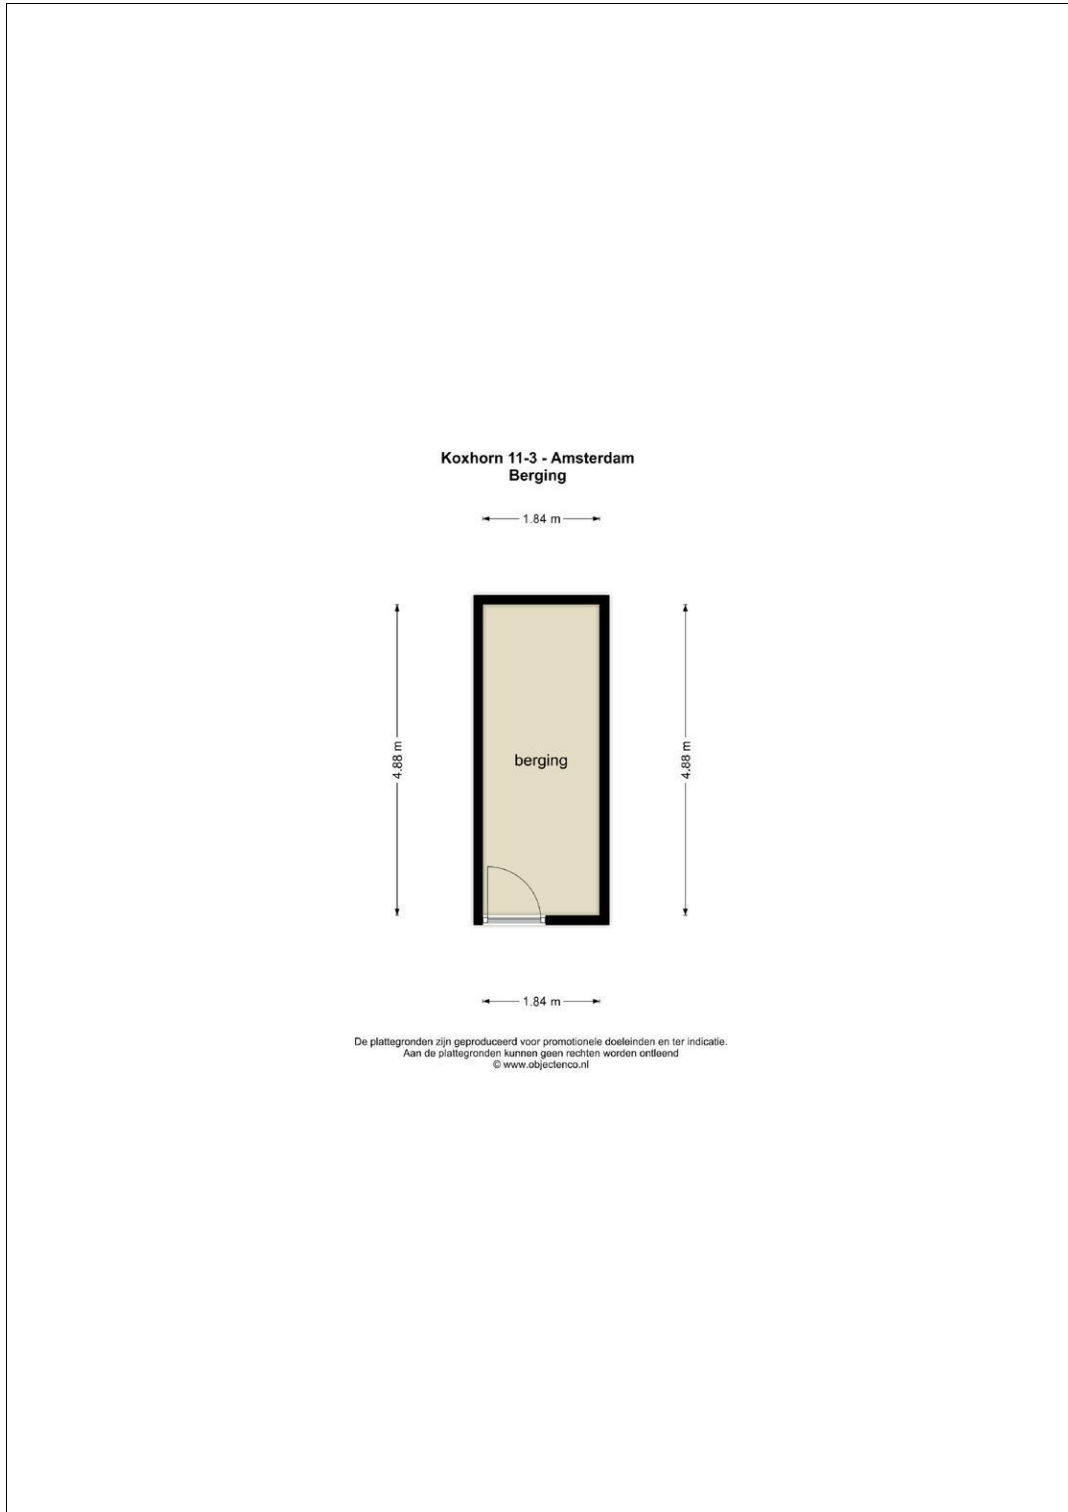 Koxhorn 11-3 - Amsterdam
Berging
1.84 m
4.88 m
4.88 m
berging
1.84 m
De plattegronden zijn geproduceerd voor promotionele doeleinden en ter indicatie.
Aan de plattegronden kunnen geen rechten worden ontleend
© www.objectenco.nl